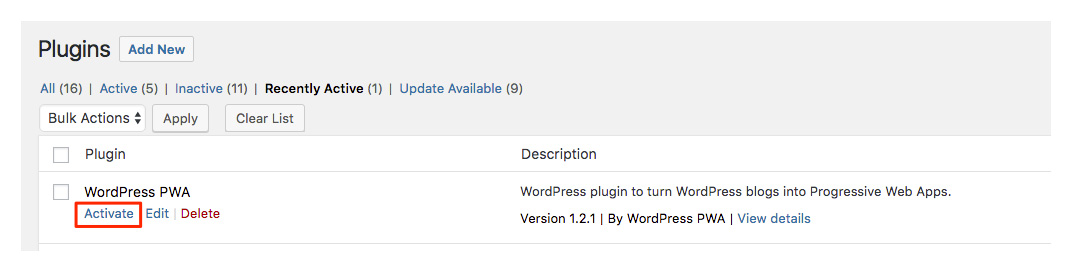 Plugins Add New
All (16) | Active (5) | Inactive (11) | Recently Active (1) | Update Available (9)
Bulk Actions Apply Clear List
Plugin Description
WordPress PWA WordPress plugin to turn WordPress blogs into Progressive Web Apps.
Activate Edit | Delete Version 1.2.1 | By WordPress PWA | View details